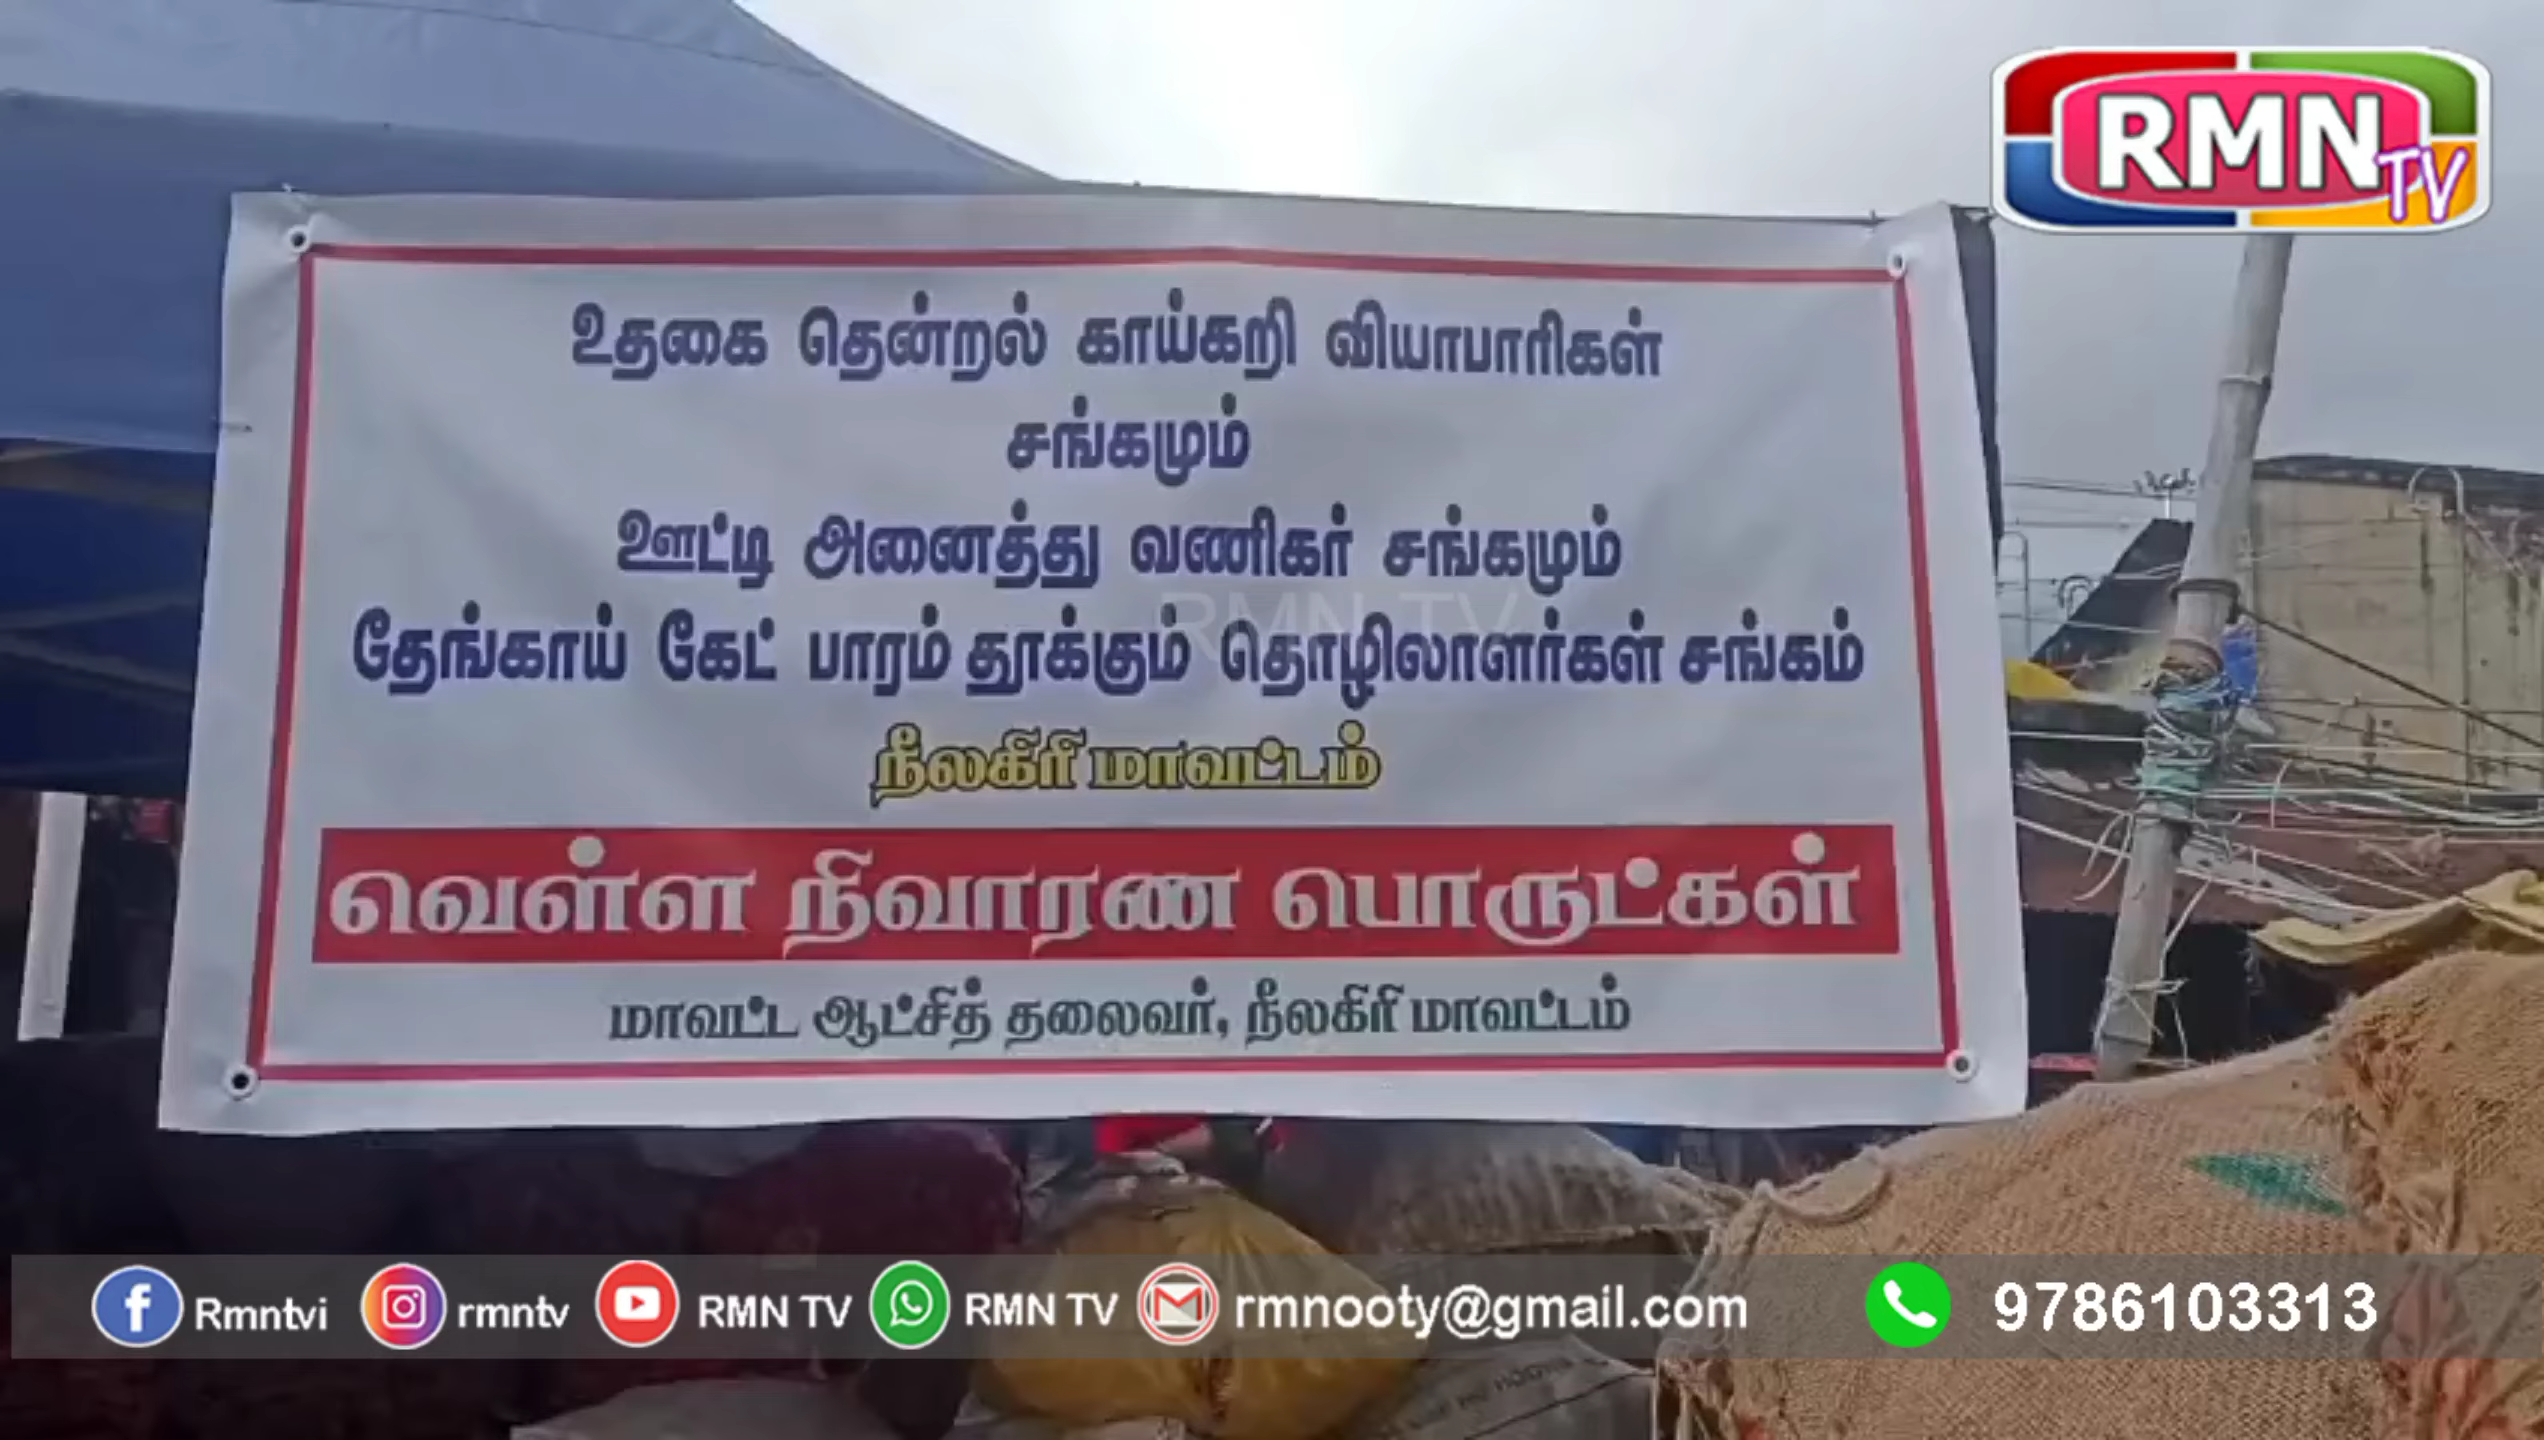 RMN TV
உதகை தென்றல் காய்கறி வியாபாரிகள்
சங்கமும்
ஊட்டி அனைத்து வணிகர் சங்கமும்
தேங்காய் கேட் பாரம் தூக்கும் தொழிலாளர்கள் சங்கம்
RMN TV
நீலகிரி மாவட்டம்
வெள்ள நிவாரண பொருட்கள்
மாவட்ட ஆட்சித் தலைவர், நீலகிரி மாவட்டம்
Rmntvi rmntv RMN TV RMN TV rmnooty@gmail.com 9786103313